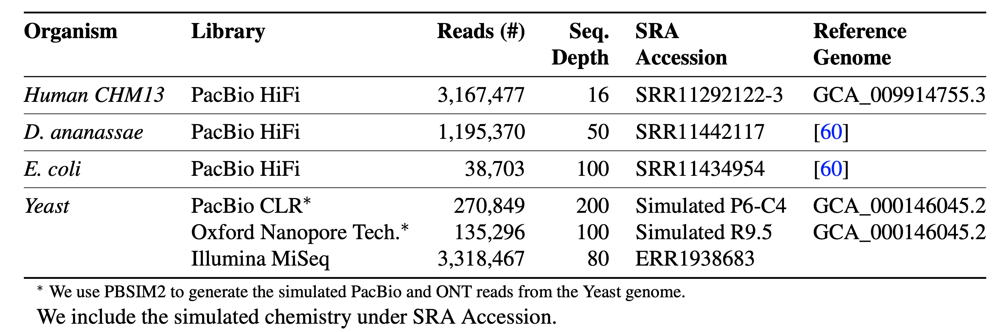 Organism Library Reads (#) Seq. SRA Reference
Depth Accession Genome
Human CHM13 PacBio HiFi 3,167,477 16 SRR11292122-3 GCA_009914755.3
D. ananassae PacBio HiFi 1,195,370 50 SRR11442117 [60]
E. coli PacBio HiFi 38,703 100 SRR11434954 [60]
Yeast PacBio CLR* 270,849 200 Simulated P6-C4 GCA_000146045.2
Oxford Nanopore Tech.* 135,296 100 Simulated R9.5 GCA_000146045.2
Illumina MiSeq 3,318,467 80 ERR1938683
* We use PBSIM2 to generate the simulated PacBio and ONT reads from the Yeast genome.
We include the simulated chemistry under SRA Accession.